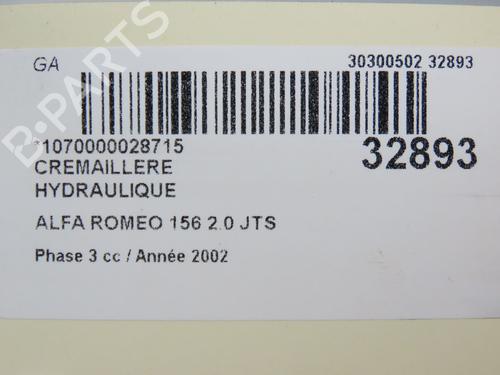 GA
30300502 32893
*1070000028715
32893
CREMAILLERE
HYDRAULIQUE
ALFA ROMEO 156 2.0 JTS
Phase 3 cc / Année 2002
B-PARTS